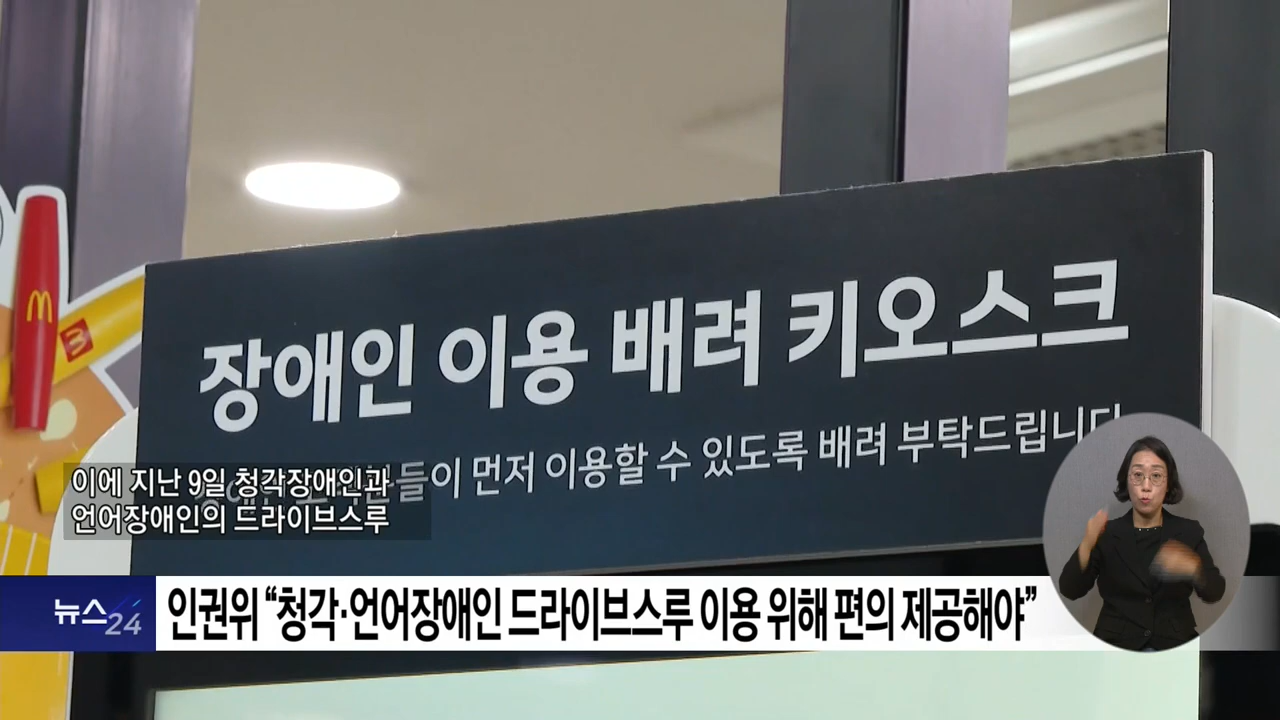 장애인 이용 배려 키오스크
들이 먼저 이용할 수 있도록 배려 부탁드립니다
이에 지난 9일 청각장애인과
언어장애인의 드라이브스루
뉴스24
인권위 “청각·언어장애인 드라이브스루 이용 위해 편의 제공해야”